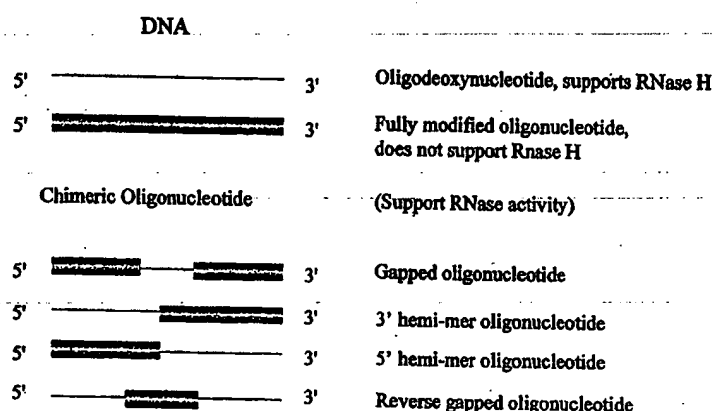 DNA
5' 3' Oligodeoxynucleotide, supports RNase H
5' 3' Fully modified oligonucleotide,
does not support Rnase H
Chimeric Oligonucleotide (Support RNase activity)
5' 3' Gapped oligonucleotide
5' 3' 3' hemi-mer oligonucleotide
5' 3' 5' hemi-mer oligonucleotide
5' 3' Reverse gapped oligonucleotide